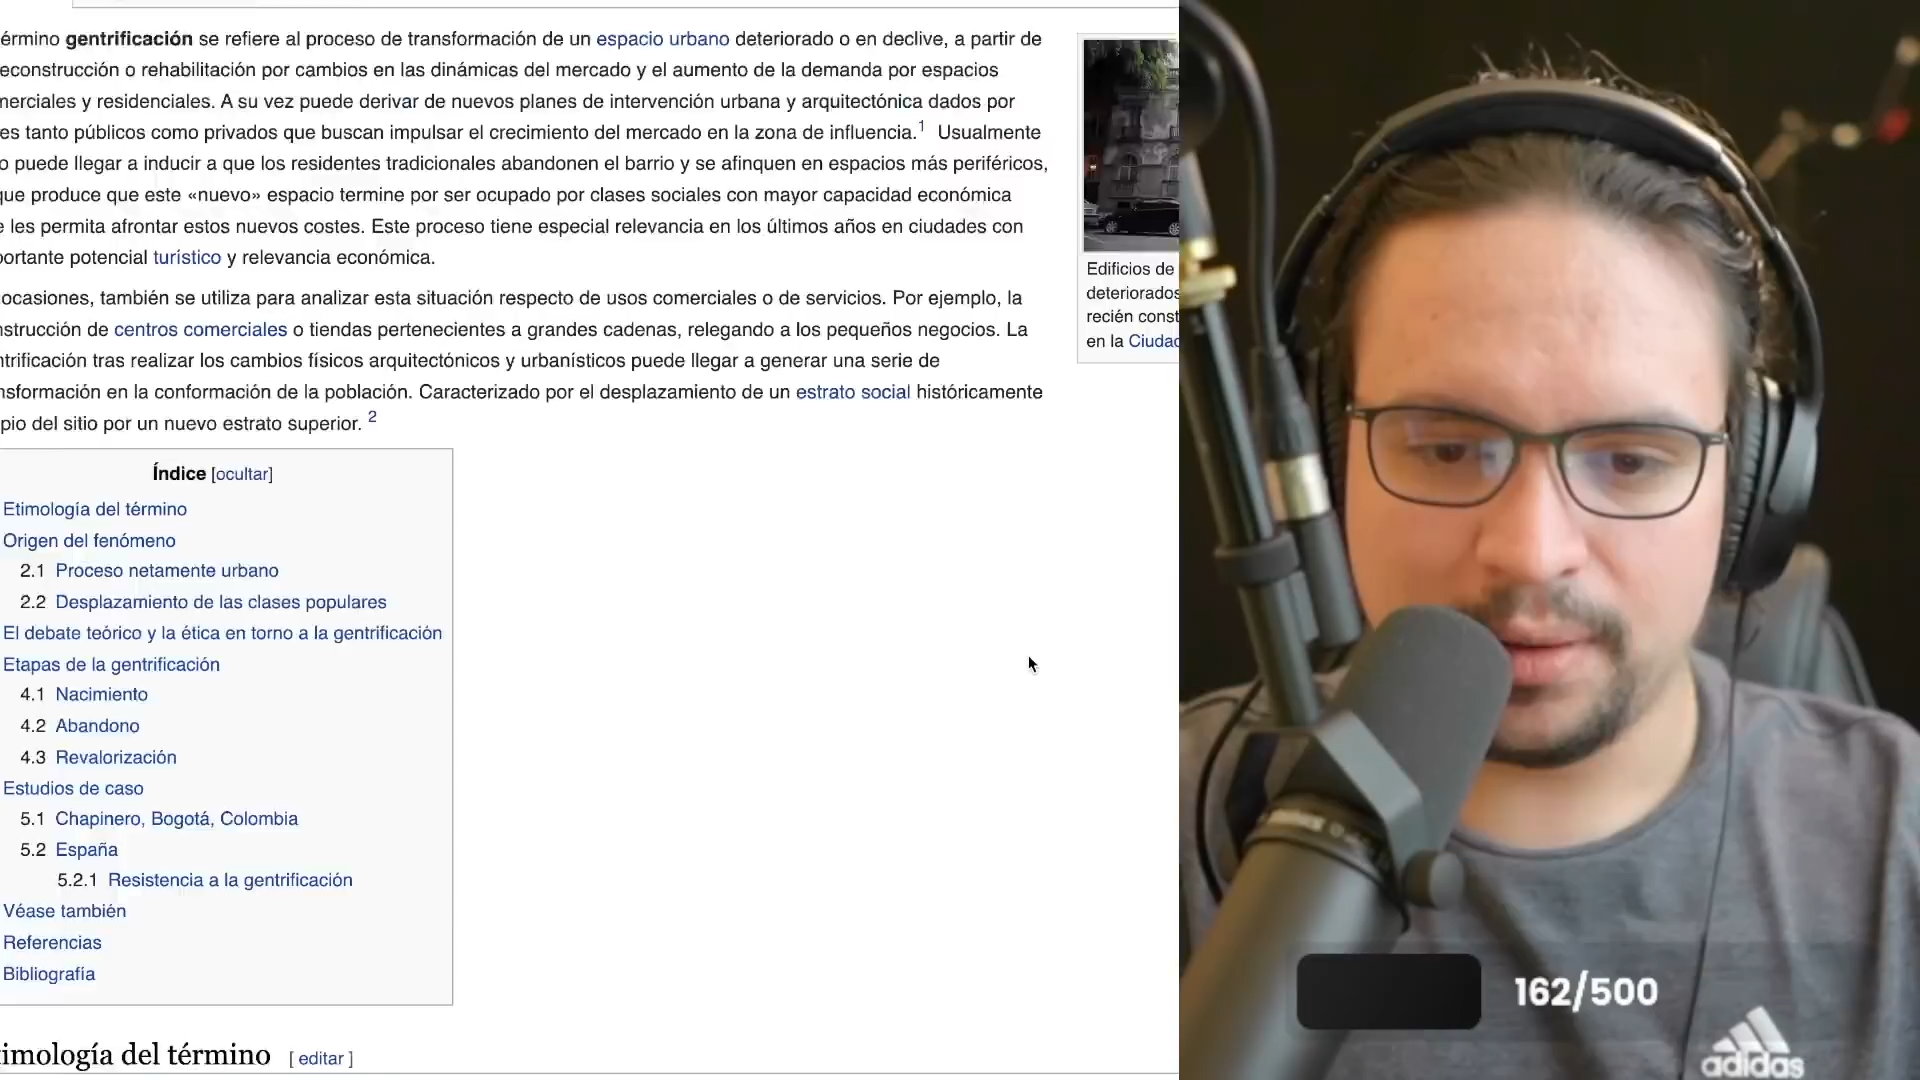 érmino gentrificación se refiere al proceso de transformación de un espacio urbano deteriorado o en declive, a partir de
econstrucción o rehabilitación por cambios en las dinámicas del mercado y el aumento de la demanda por espacios
merciales y residenciales. A su vez puede derivar de nuevos planes de intervención urbana y arquitectónica dados por
es tanto públicos como privados que buscan impulsar el crecimiento del mercado en la zona de influencia.1 Usualmente
o puede llegar a inducir a que los residentes tradicionales abandonen el barrio y se afinquen en espacios más periféricos,
que produce que este «nuevo» espacio termine por ser ocupado por clases sociales con mayor capacidad económica
e les permita afrontar estos nuevos costes. Este proceso tiene especial relevancia en los últimos años en ciudades con
portante potencial turístico y relevancia económica.
ocasiones, también se utiliza para analizar esta situación respecto de usos comerciales o de servicios. Por ejemplo, la
nstrucción de centros comerciales o tiendas pertenecientes a grandes cadenas, relegando a los pequeños negocios. La
ntrificación tras realizar los cambios físicos arquitectónicos y urbanísticos puede llegar a generar una serie de
nsformación en la conformación de la población. Caracterizado por el desplazamiento de un estrato social históricamente
pio del sitio por un nuevo estrato superior. 2
Edificios de
deteriorados
recién const
en la Ciudad
Índice [ocultar]
Etimología del término
Origen del fenómeno
2.1 Proceso netamente urbano
2.2 Desplazamiento de las clases populares
El debate teórico y la ética en torno a la gentrificación
Etapas de la gentrificación
4.1 Nacimiento
4.2 Abandono
4.3 Revalorización
Estudios de caso
5.1 Chapinero, Bogotá, Colombia
5.2 España
5.2.1 Resistencia a la gentrificación
Véase también
Referencias
Bibliografía
timología del término [ editar ]
162/500
adidas